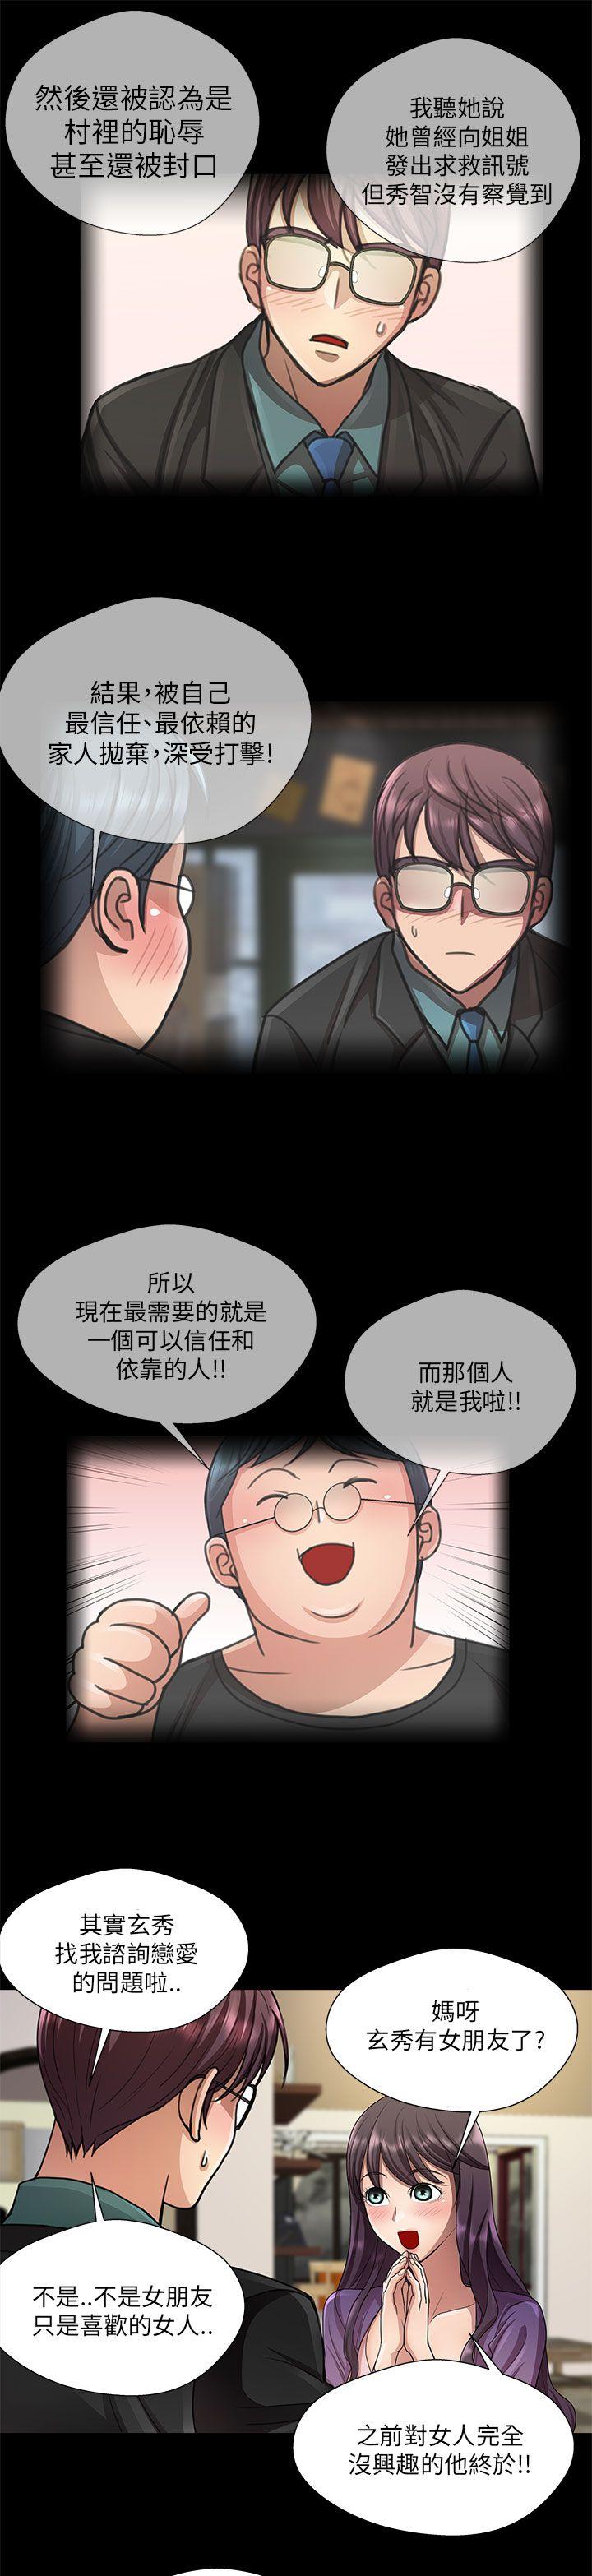 然後還被認為是
村裡的恥辱
甚至還被封口
我聽她說
她曾經向姐姐
發出求救訊號
但秀智沒有察覺到
結果，被自己
最信任、最依賴的
家人拋棄，深受打擊！
所以
現在最需要的就是
一個可以信任和
依靠的人！！
而那個人
就是我啦！！
其實玄秀
找我諮詢戀愛
的問題啦..
媽呀
玄秀有女朋友了？
不是..不是女朋友
只是喜歡的女人..
之前對女人完全
沒興趣的他終於！！